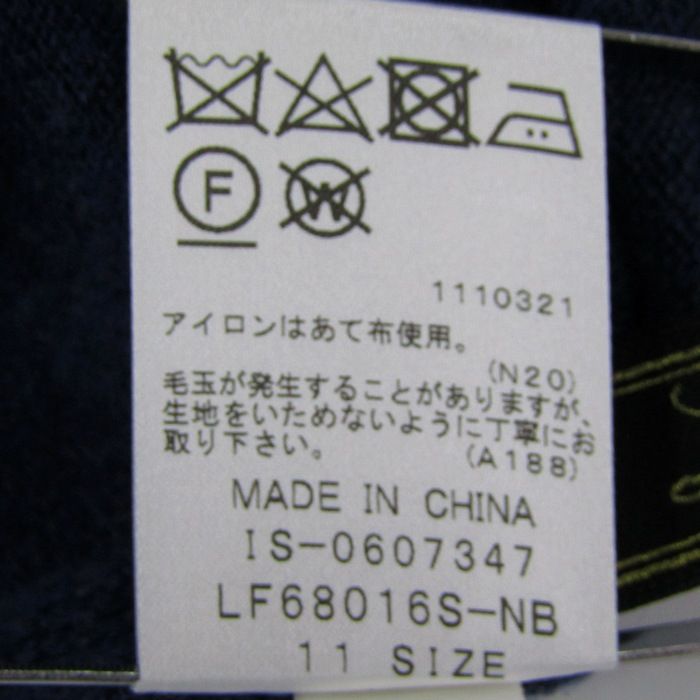 F
W
1110321
アイロンはあて布使用。
(N20)
毛玉が発生することがありますが、
生地をいためないように丁寧にお
取り下さい。
(A188)
MADE IN CHINA
IS-0607347
LF68016S-NB
11 SIZE